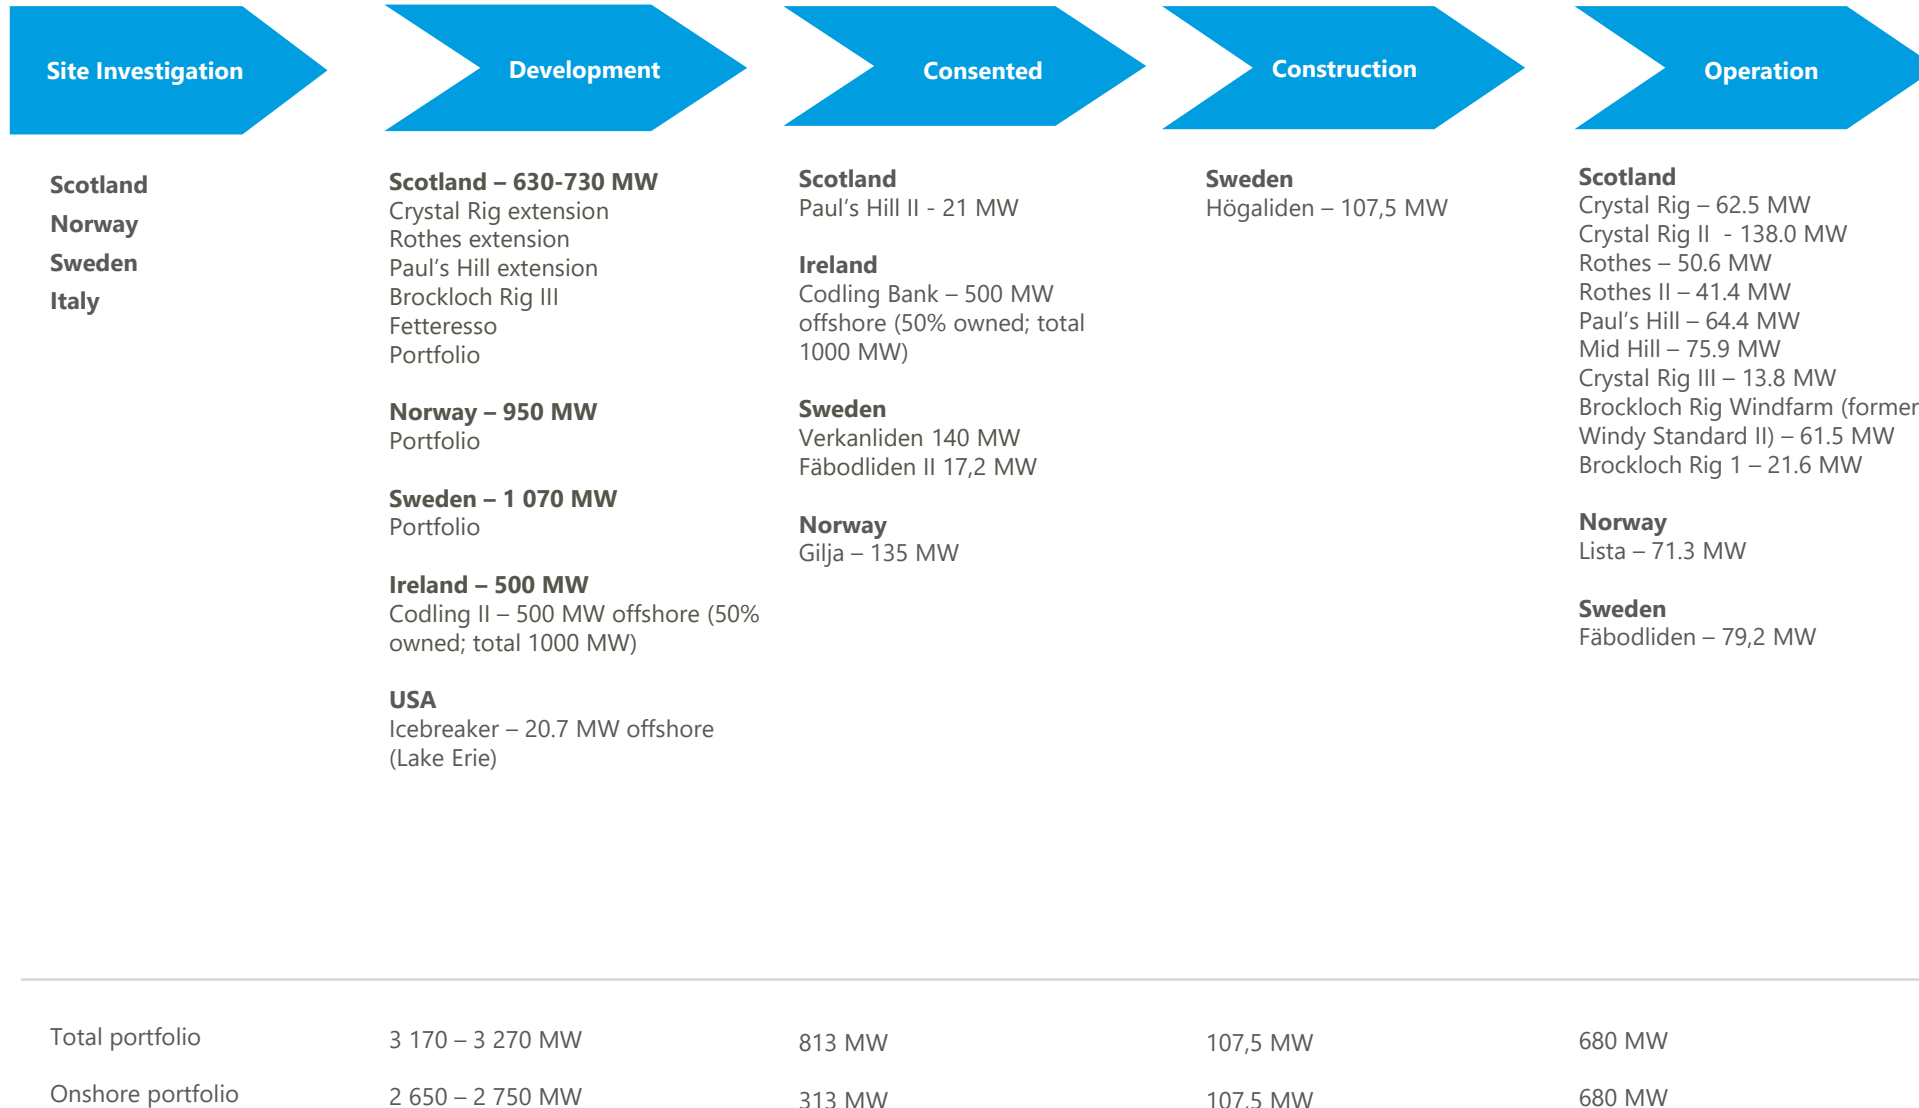 Site Investigation
Development
Consented
Construction
Operation
Scotland
Norway
Sweden
Italy
Scotland – 630-730 MW
Crystal Rig extension
Rothes extension
Paul's Hill extension
Brockloch Rig III
Fetteresso
Portfolio
Norway – 950 MW
Portfolio
Sweden – 1 070 MW
Portfolio
Ireland – 500 MW
Codling II – 500 MW offshore (50%
owned; total 1000 MW)
USA
Icebreaker – 20.7 MW offshore
(Lake Erie)
Scotland
Paul's Hill II - 21 MW
Ireland
Codling Bank – 500 MW
offshore (50% owned; total
1000 MW)
Sweden
Verkanliden 140 MW
Fäbodliden II 17,2 MW
Norway
Gilja – 135 MW
Sweden
Högaliden – 107,5 MW
Scotland
Crystal Rig – 62.5 MW
Crystal Rig II  - 138.0 MW
Rothes – 50.6 MW
Rothes II – 41.4 MW
Paul's Hill – 64.4 MW
Mid Hill – 75.9 MW
Crystal Rig III – 13.8 MW
Brockloch Rig Windfarm (former
Windy Standard II) – 61.5 MW
Brockloch Rig 1 – 21.6 MW
Norway
Lista – 71.3 MW
Sweden
Fäbodliden – 79,2 MW
Total portfolio
3 170 – 3 270 MW
813 MW
107,5 MW
680 MW
Onshore portfolio
2 650 – 2 750 MW
313 MW
107,5 MW
680 MW